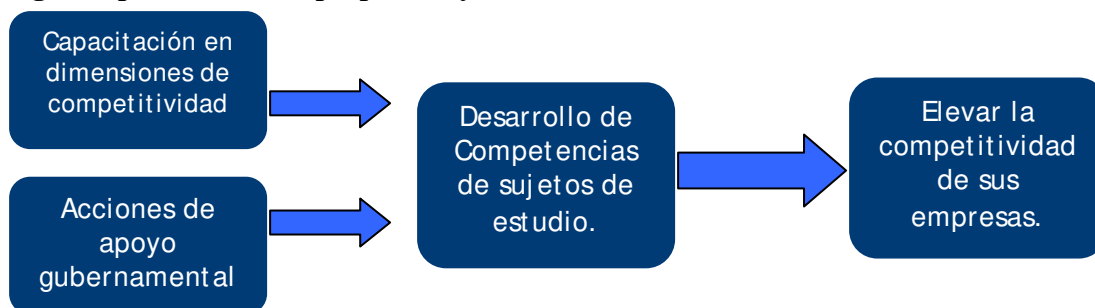 Capacitación en
dimensiones de
competitividad
Acciones de
apoyo
gubernamental
Desarrollo de
Competencias
de sujetos de
estudio.
Elevar la
competitividad
de sus
empresas.